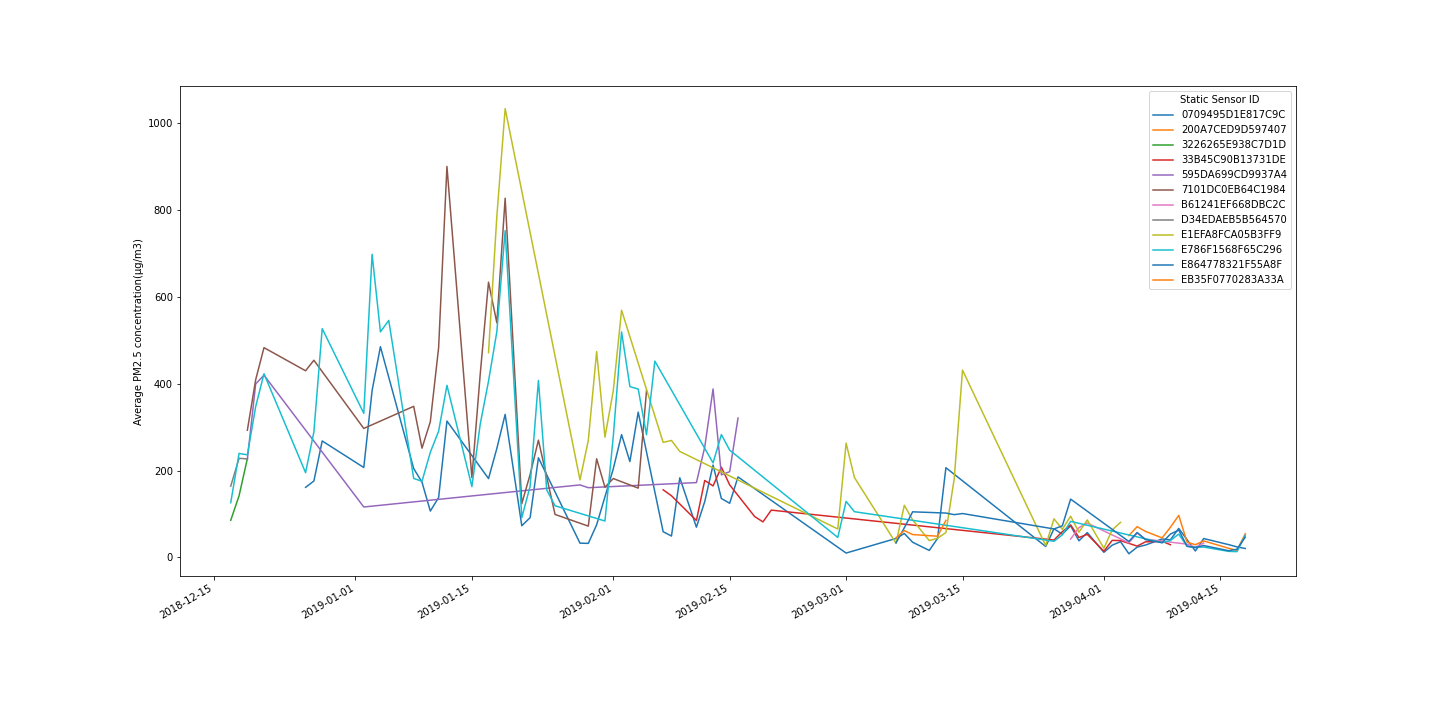 Average PM2.5 concentration(µg/m3)
1000
800
600
400
200
0
2018-12-15
2019-01-01
2019-01-15
2019-02-01
2019-02-15
2019-03-01
2019-03-15
2019-04-01
2019-04-15
Static Sensor ID
0709495D1E817C9C
200A7CED9D597407
3226265E938C7D1D
33B45C90B13731DE
595DA699CD9937A4
7101DC0EB64C1984
B61241EF668DBC2C
D34EDAEB5B564570
E1EFA8FCA05B3FF9
E786F1568F65C296
E864778321F55A8F
EB35F0770283A33A